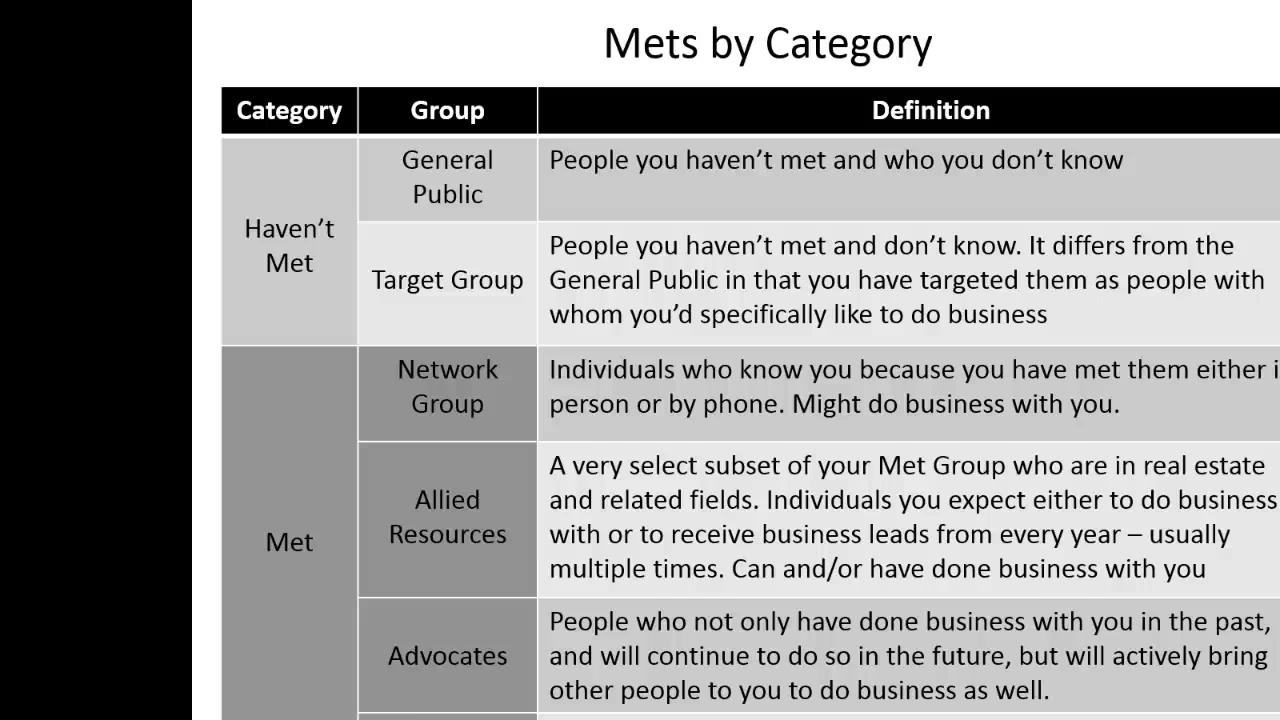 Mets by Category
Category Group Definition
Haven't
Met
General
Public
People you haven't met and who you don't know
Target Group
People you haven't met and don't know. It differs from the
General Public in that you have targeted them as people with
whom you'd specifically like to do business
Met
Network
Group
Individuals who know you because you have met them either i
person or by phone. Might do business with you.
Allied
Resources
A very select subset of your Met Group who are in real estate
and related fields. Individuals you expect either to do business
with or to receive business leads from every year – usually
multiple times. Can and/or have done business with you
Advocates
People who not only have done business with you in the past,
and will continue to do so in the future, but will actively bring
other people to you to do business as well.